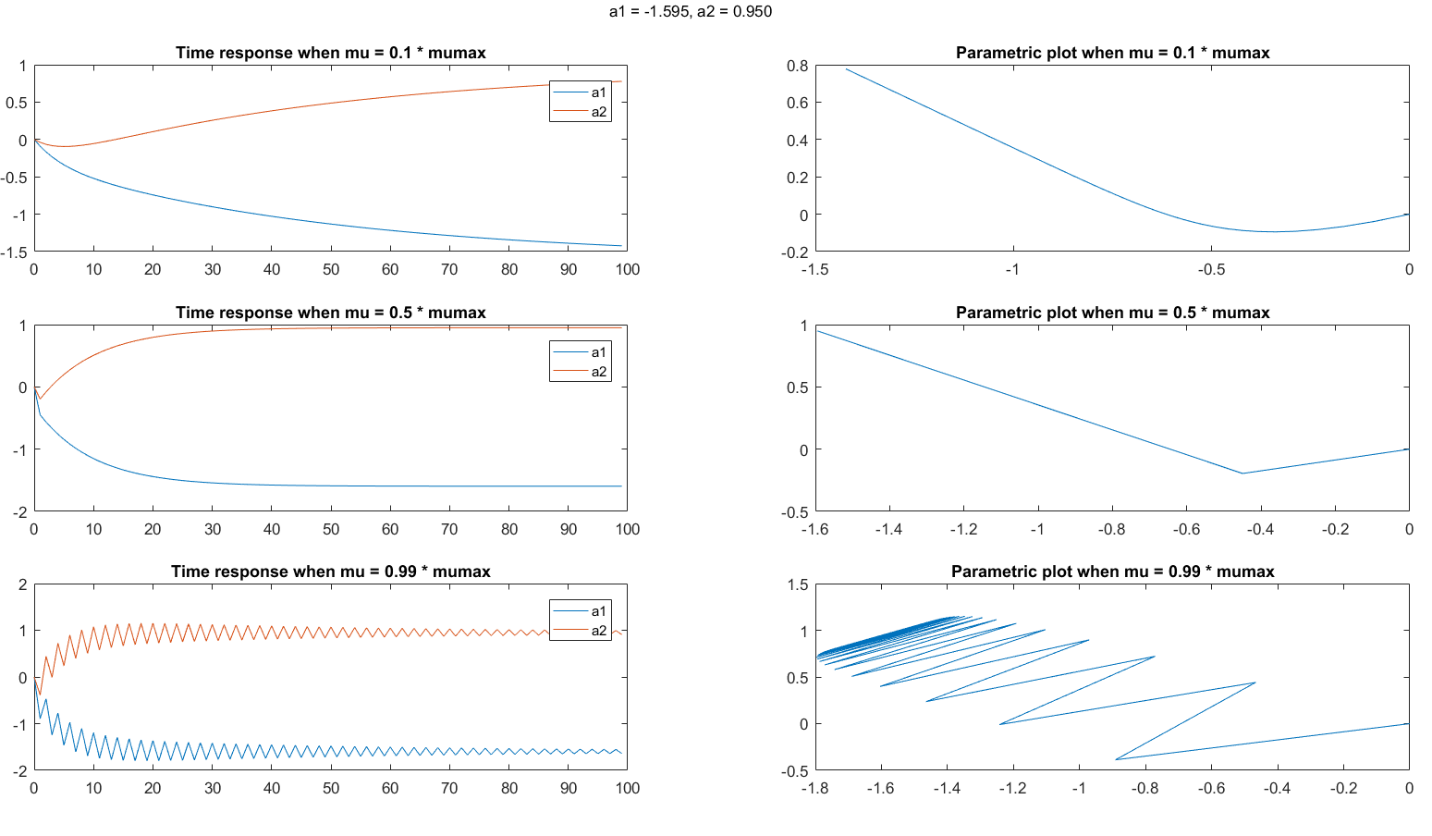 a1 = -1.595, a2 = 0.950
Time response when mu = 0.1 * mumax
1
0.5
0
-0.5
-1
-1.5
0 10 20 30 40 50 60 70 80 90 100
a1
a2
Parametric plot when mu = 0.1 * mumax
0.8
0.6
0.4
0.2
0
-0.2
-1.5 -1 -0.5 0
Time response when mu = 0.5 * mumax
1
0
-1
-2
0 10 20 30 40 50 60 70 80 90 100
a1
a2
Parametric plot when mu = 0.5 * mumax
1
0.5
0
-0.5
-1.6 -1.4 -1.2 -1 -0.8 -0.6 -0.4 -0.2 0
Time response when mu = 0.99 * mumax
2
1
0
-1
-2
0 10 20 30 40 50 60 70 80 90 100
a1
a2
Parametric plot when mu = 0.99 * mumax
1.5
1
0.5
0
-0.5
-1.8 -1.6 -1.4 -1.2 -1 -0.8 -0.6 -0.4 -0.2 0